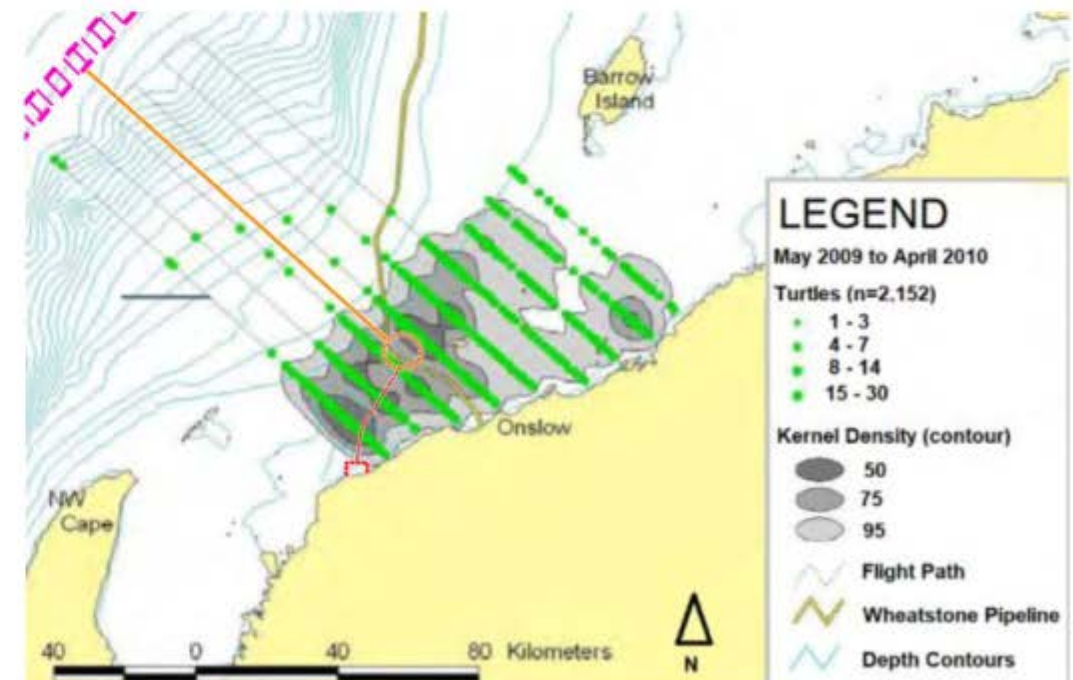 Barrow
Island
LEGEND
May 2009 to April 2010
Turtles (n=2,152)
1 - 3
4 - 7
8 - 14
15 - 30
Kernel Density (contour)
50
75
95
Flight Path
Wheatstone Pipeline
Depth Contours
Onslow
NW
Cape
N
40 0 40 80 Kilometers